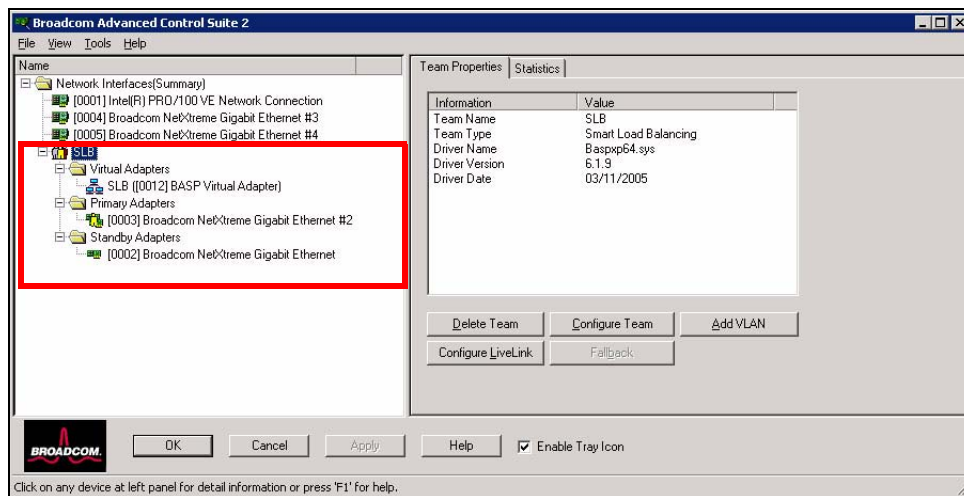 Broadcom Advanced Control Suite 2
File View Tools Help
Name
Network Interfaces(Summary)
[0001] Intel(R) PRO/100 VE Network Connection
[0004] Broadcom NetXtreme Gigabit Ethernet #3
[0005] Broadcom NetXtreme Gigabit Ethernet #4
SLB
Virtual Adapters
SLB ([0012] BASP Virtual Adapter)
Primary Adapters
[0003] Broadcom NetXtreme Gigabit Ethernet #2
Standby Adapters
[0002] Broadcom NetXtreme Gigabit Ethernet
Team Properties Statistics
Information Value
Team Name SLB
Team Type Smart Load Balancing
Driver Name Baspxp64.sys
Driver Version 6.1.9
Driver Date 03/11/2005
Delete Team Configure Team Add VLAN
Configure LiveLink Fallback
BROADCOM.
OK Cancel Apply Help Enable Tray Icon
Click on any device at left panel for detail information or press 'F1' for help.